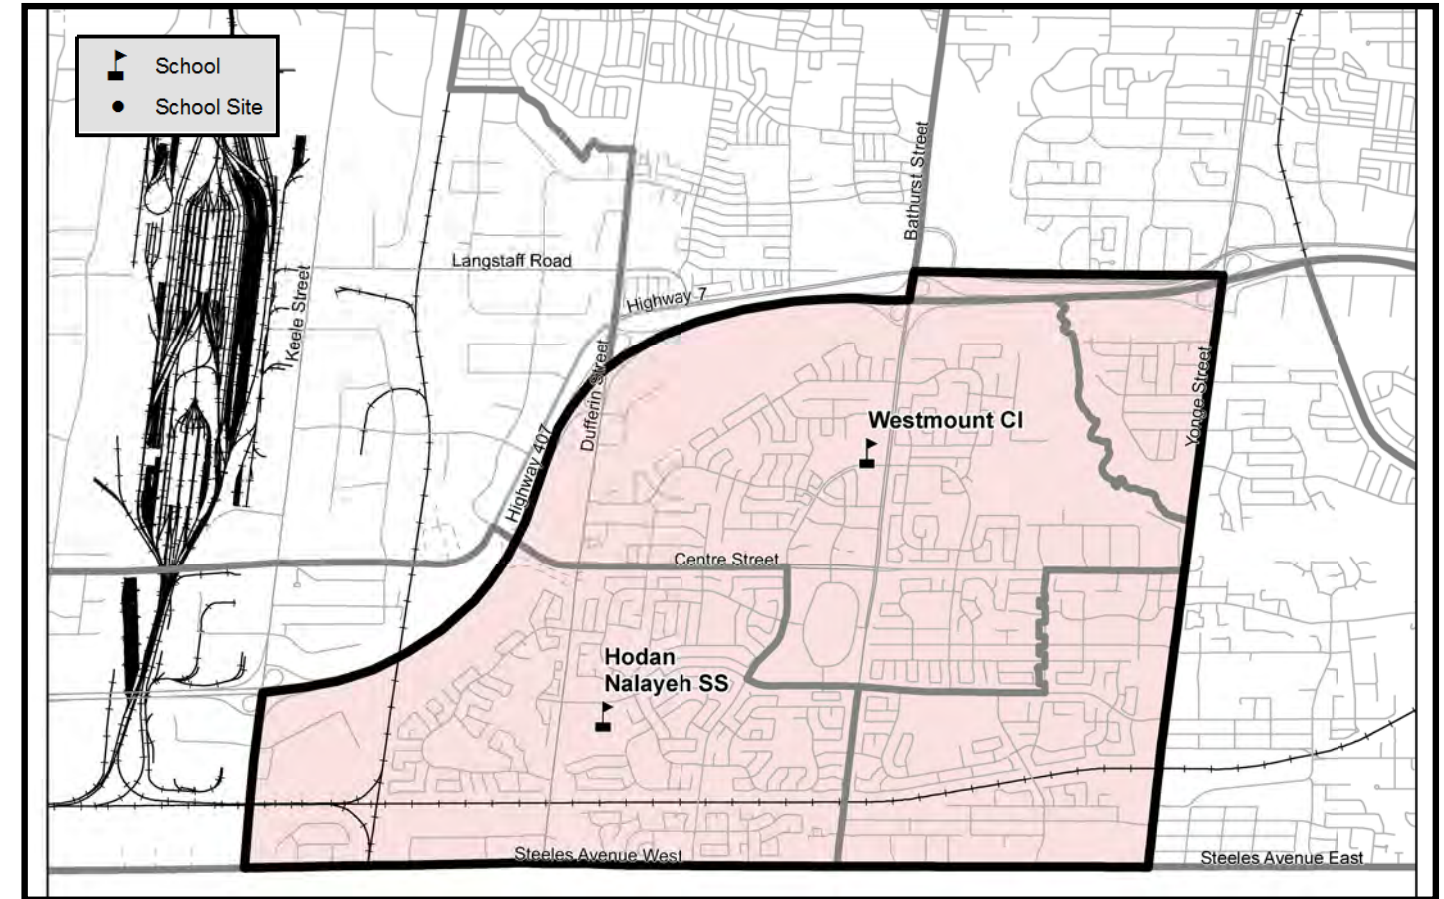 School
School Site
Bathurst Street
Langstaff Road
Keele Street
Highway 7
Dufferin Street
Yonge Street
Westmount CI
Highway 407
Centre Street
Hodan
Nalayeh SS
Steeles Avenue West
Steeles Avenue East